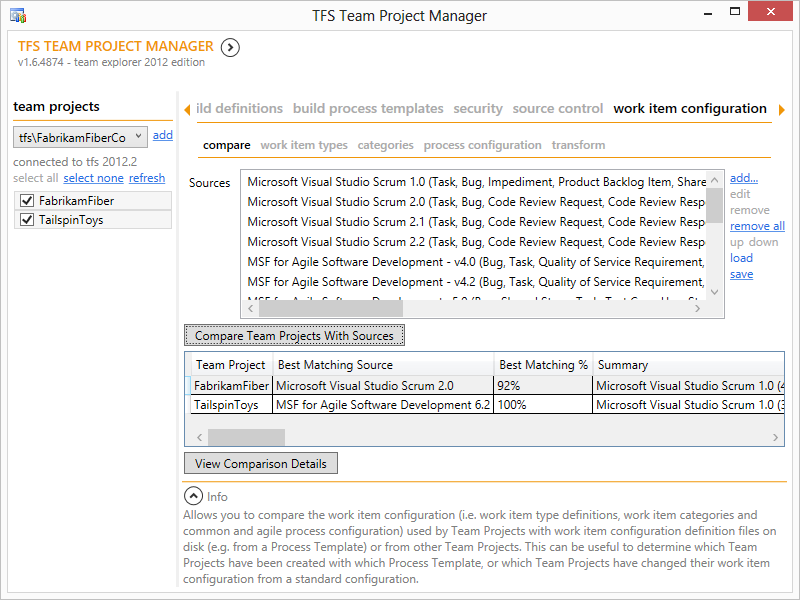 TFS Team Project Manager
TFS TEAM PROJECT MANAGER
v1.6.4874 - team explorer 2012 edition
team projects
tfs\FabrikamFiberCo add
connected to tfs 2012.2
select all select none refresh
FabrikamFiber
TailspinToys
ild definitions build process templates security source control work item configuration
compare work item types categories process configuration transform
Sources
Microsoft Visual Studio Scrum 1.0 (Task, Bug, Impediment, Product Backlog Item, Share
Microsoft Visual Studio Scrum 2.0 (Task, Bug, Code Review Request, Code Review Resp
Microsoft Visual Studio Scrum 2.1 (Task, Bug, Code Review Request, Code Review Resp
Microsoft Visual Studio Scrum 2.2 (Task, Bug, Code Review Request, Code Review Resp
MSF for Agile Software Development - v4.0 (Bug, Task, Quality of Service Requirement,
MSF for Agile Software Development - v4.2 (Bug, Task, Quality of Service Requirement,
add...
edit
remove
remove all
up down
load
save
Compare Team Projects With Sources
Team Project Best Matching Source Best Matching % Summary
FabrikamFiber Microsoft Visual Studio Scrum 2.0 92% Microsoft Visual Studio Scrum 1.0 (4
TailspinToys MSF for Agile Software Development 6.2 100% Microsoft Visual Studio Scrum 1.0 (3
View Comparison Details
Info
Allows you to compare the work item configuration (i.e. work item type definitions, work item categories and
common and agile process configuration) used by Team Projects with work item configuration definition files on
disk (e.g. from a Process Template) or from other Team Projects. This can be useful to determine which Team
Projects have been created with which Process Template, or which Team Projects have changed their work item
configuration from a standard configuration.